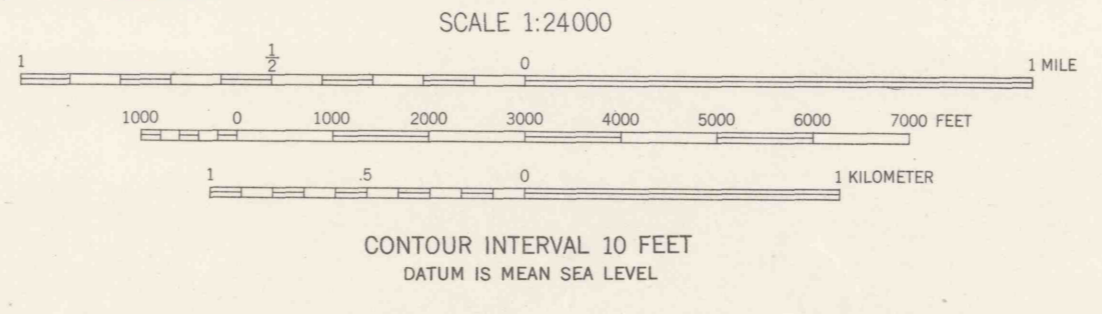 SCALE 1:24000
1 1/2 0 1 MILE
1000 0 1000 2000 3000 4000 5000 6000 7000 FEET
1 .5 0 1 KILOMETER
CONTOUR INTERVAL 10 FEET
DATUM IS MEAN SEA LEVEL